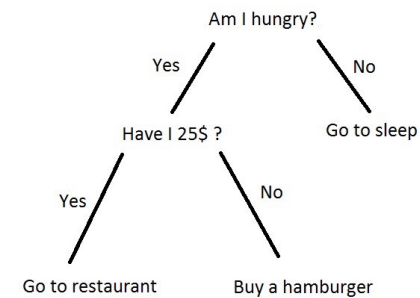 Am I hungry?
Yes
No
Have I 25$ ?
Go to sleep
Yes
No
Go to restaurant
Buy a hamburger